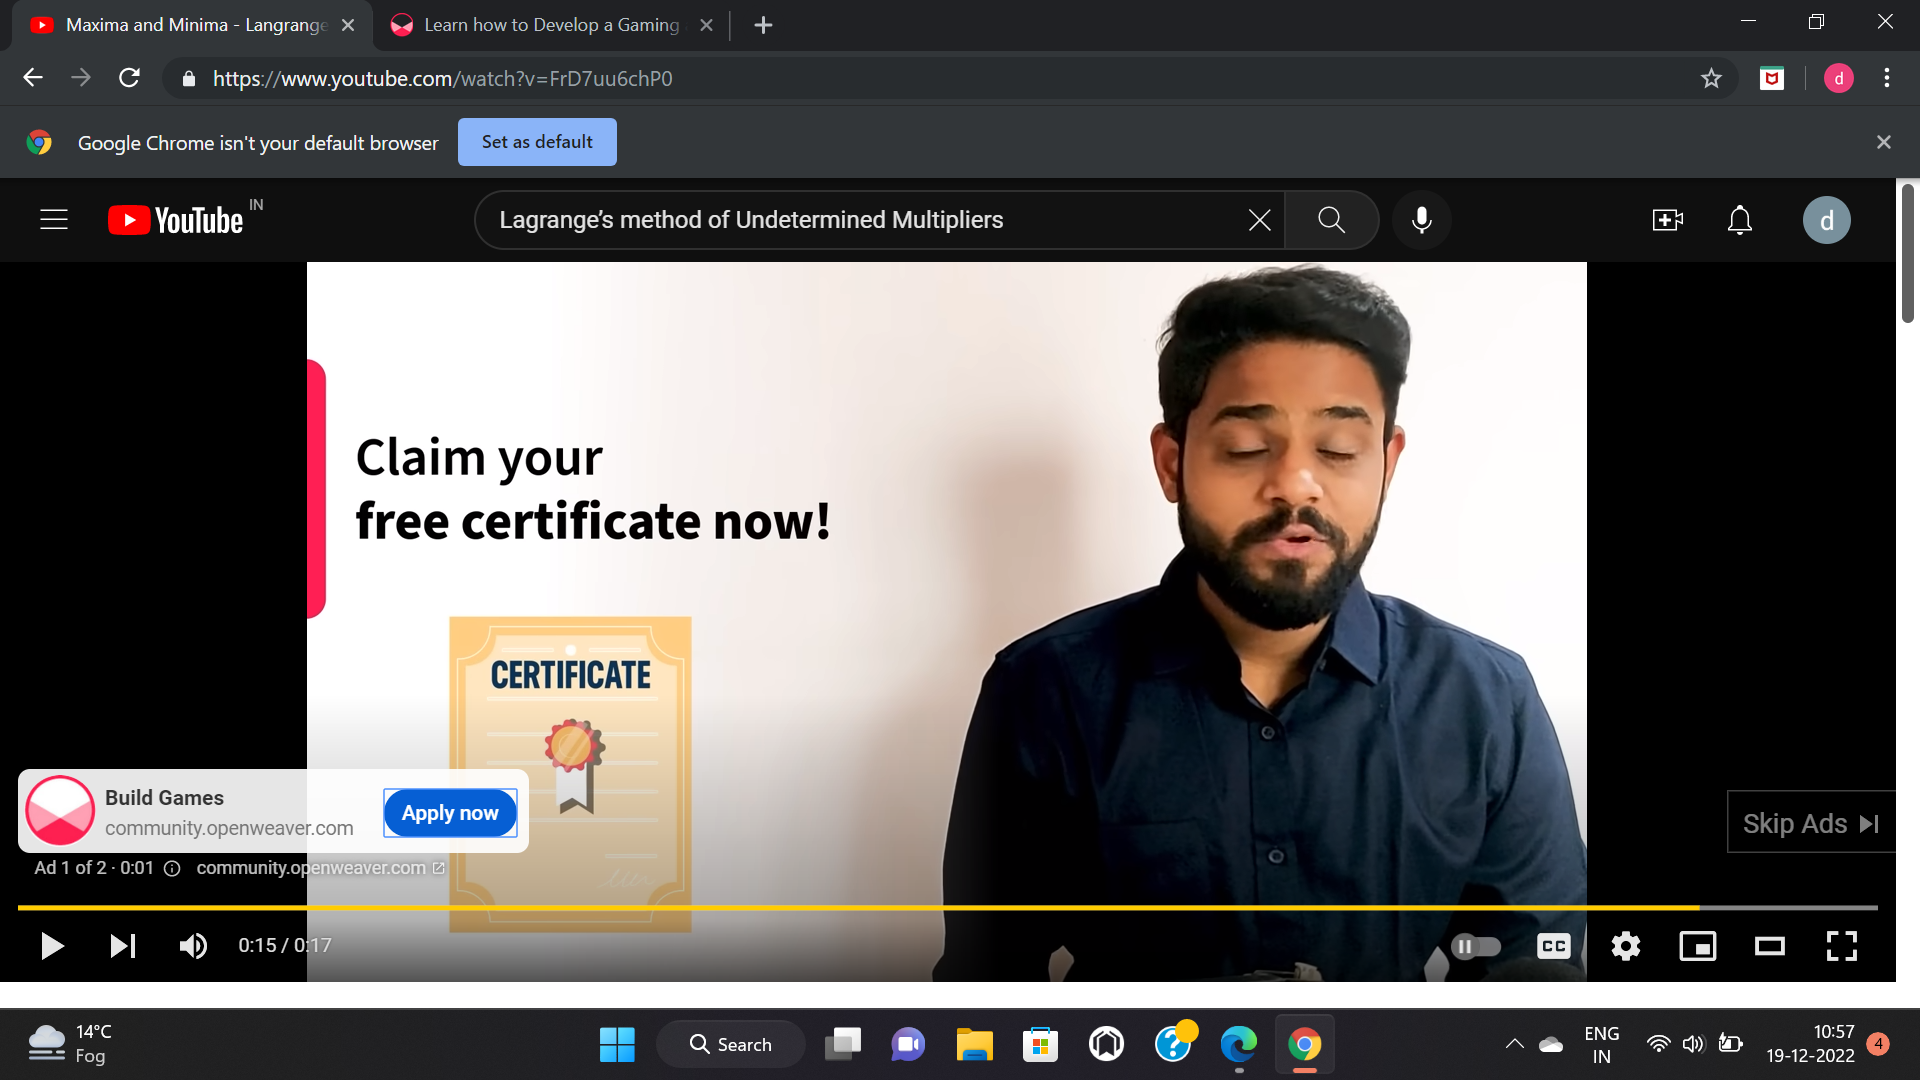 Maxima and Minima - Langrange
Learn how to Develop a Gaming
https://www.youtube.com/watch?v=FrD7uu6chP0
d
Google Chrome isn't your default browser
Set as default
YouTube IN
Lagrange’s method of Undetermined Multipliers
d
Claim your
free certificate now!
CERTIFICATE
Build Games
community.openweaver.com
Apply now
Skip Ads
Ad 1 of 2 · 0:01
community.openweaver.com
0:15 / 0:17
CC
14°C
Fog
Search
ENG
IN
10:57
19-12-2022
4